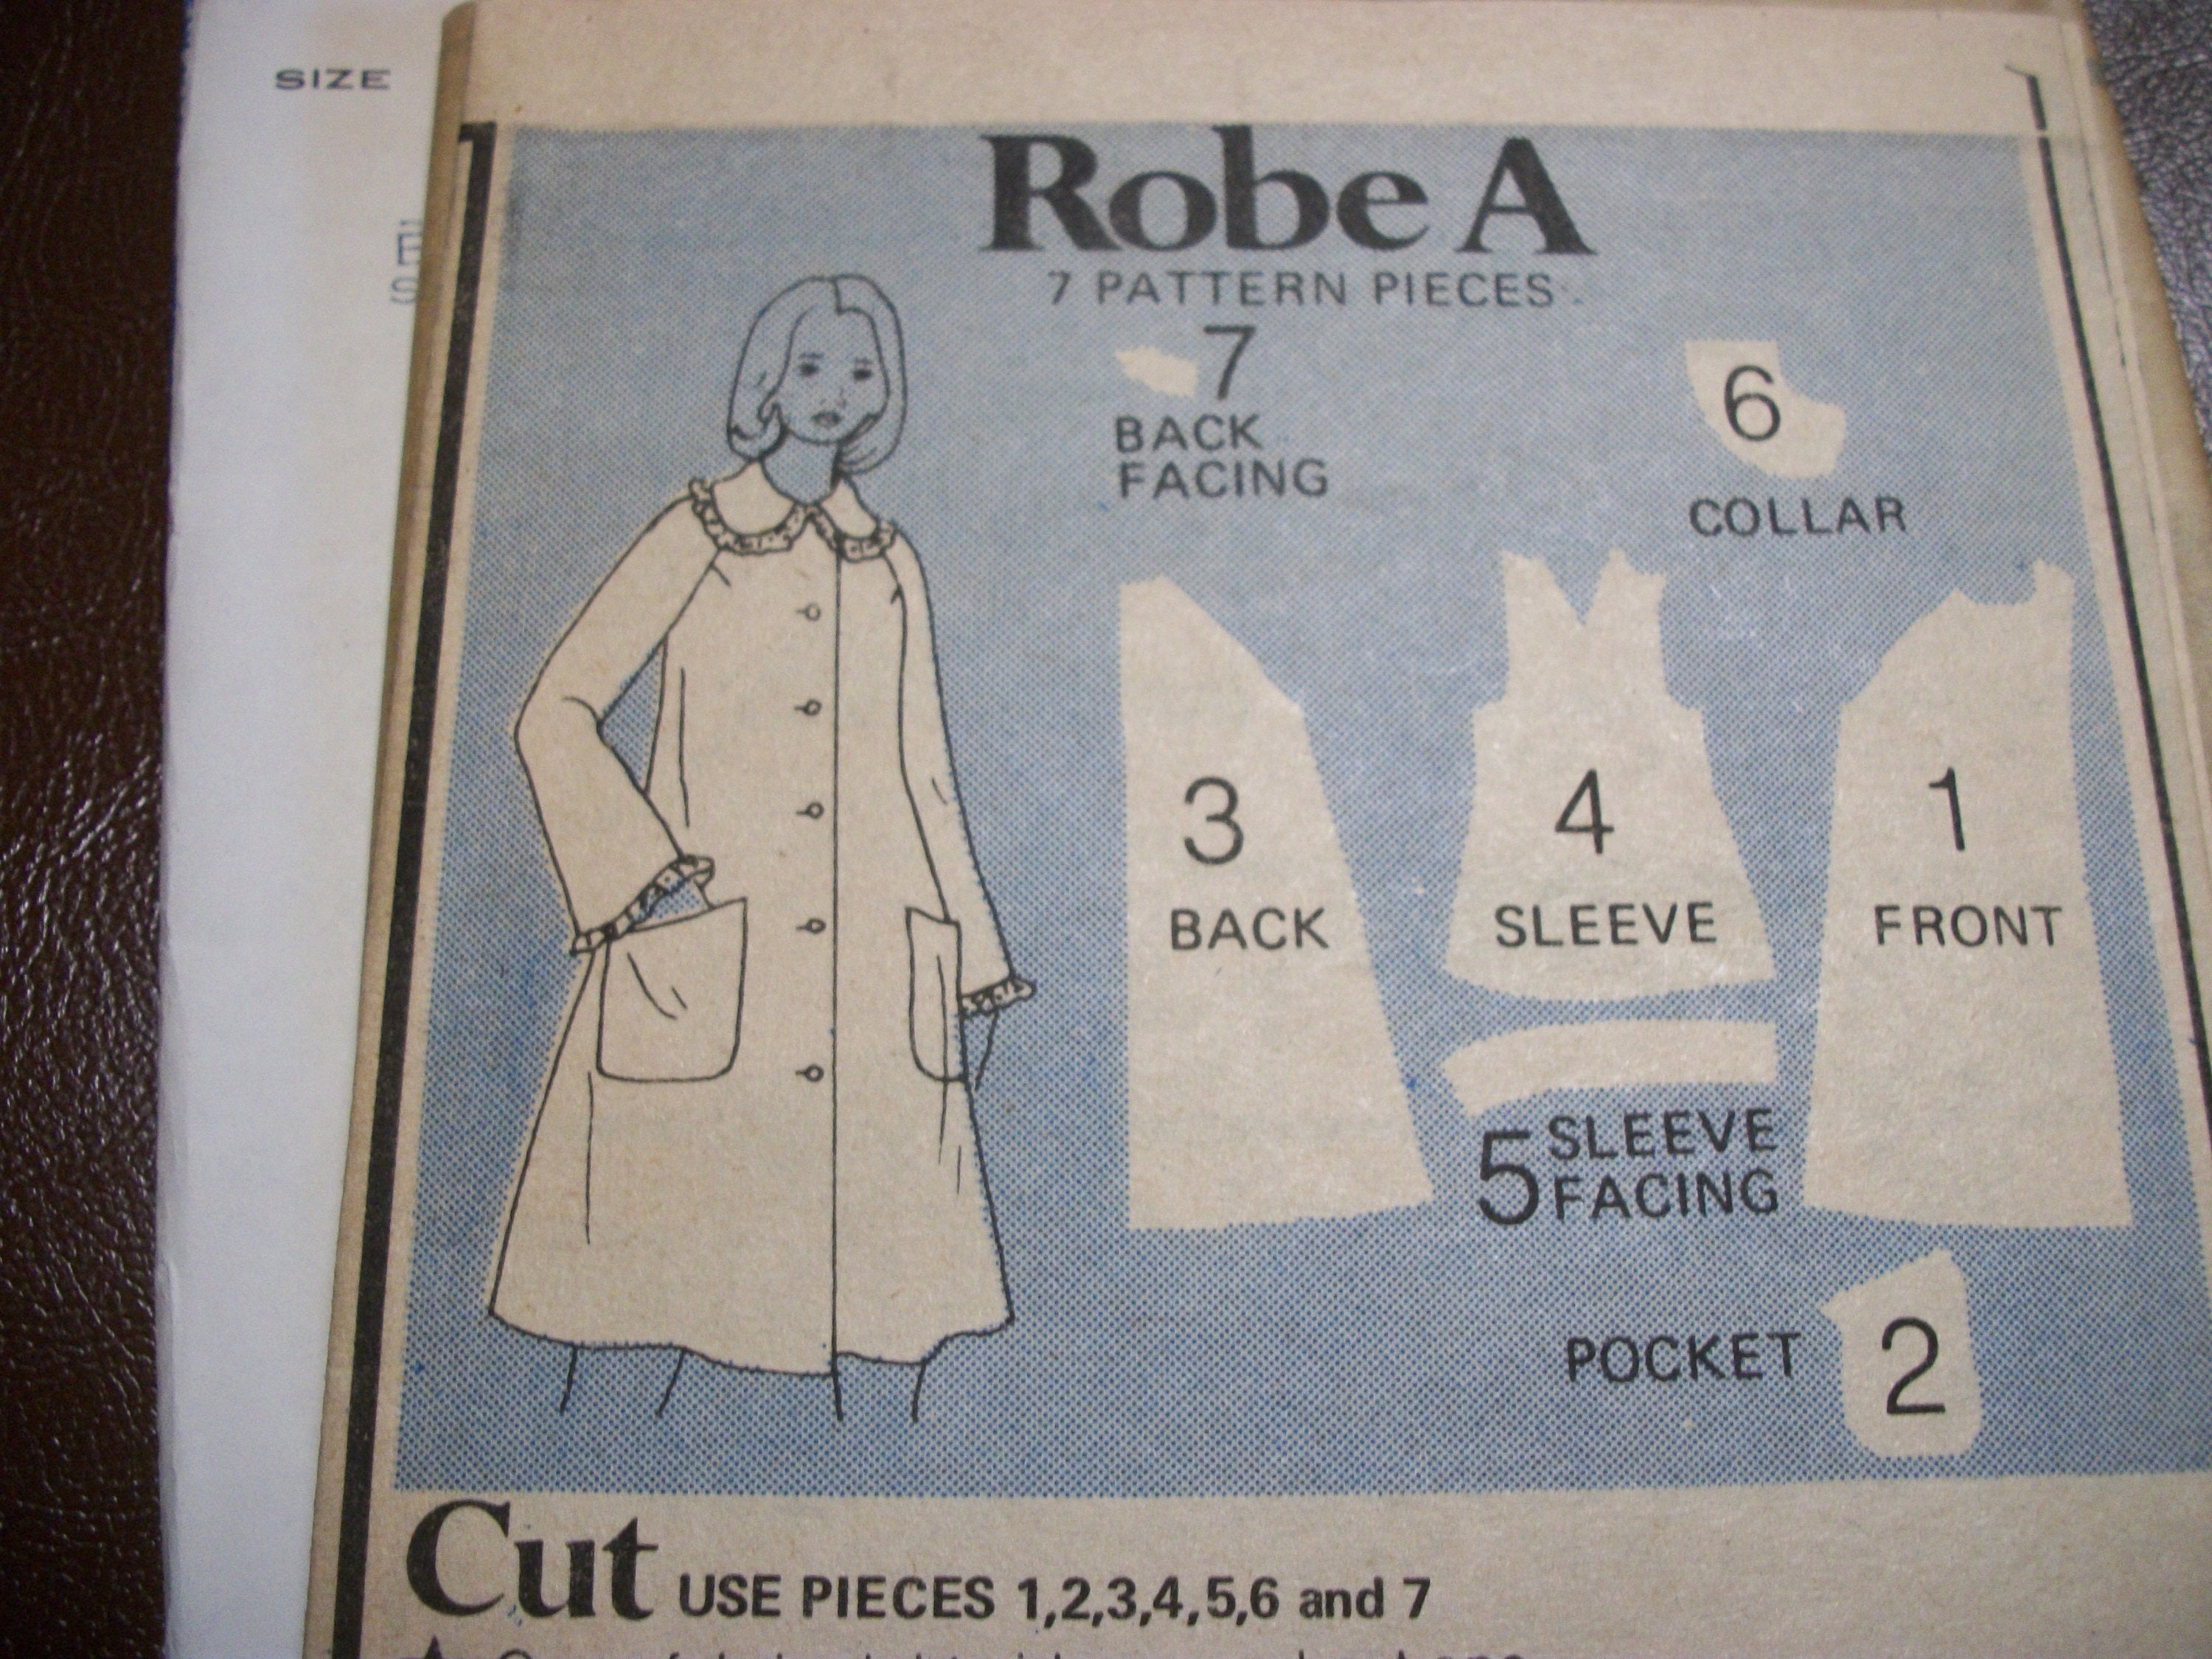 SIZE
Robe A
7 PATTERN PIECES
7
BACK
FACING
6
COLLAR
3
BACK
4
SLEEVE
1
FRONT
5 SLEEVE
FACING
POCKET 2
Cut USE PIECES 1,2,3,4,5,6 and 7